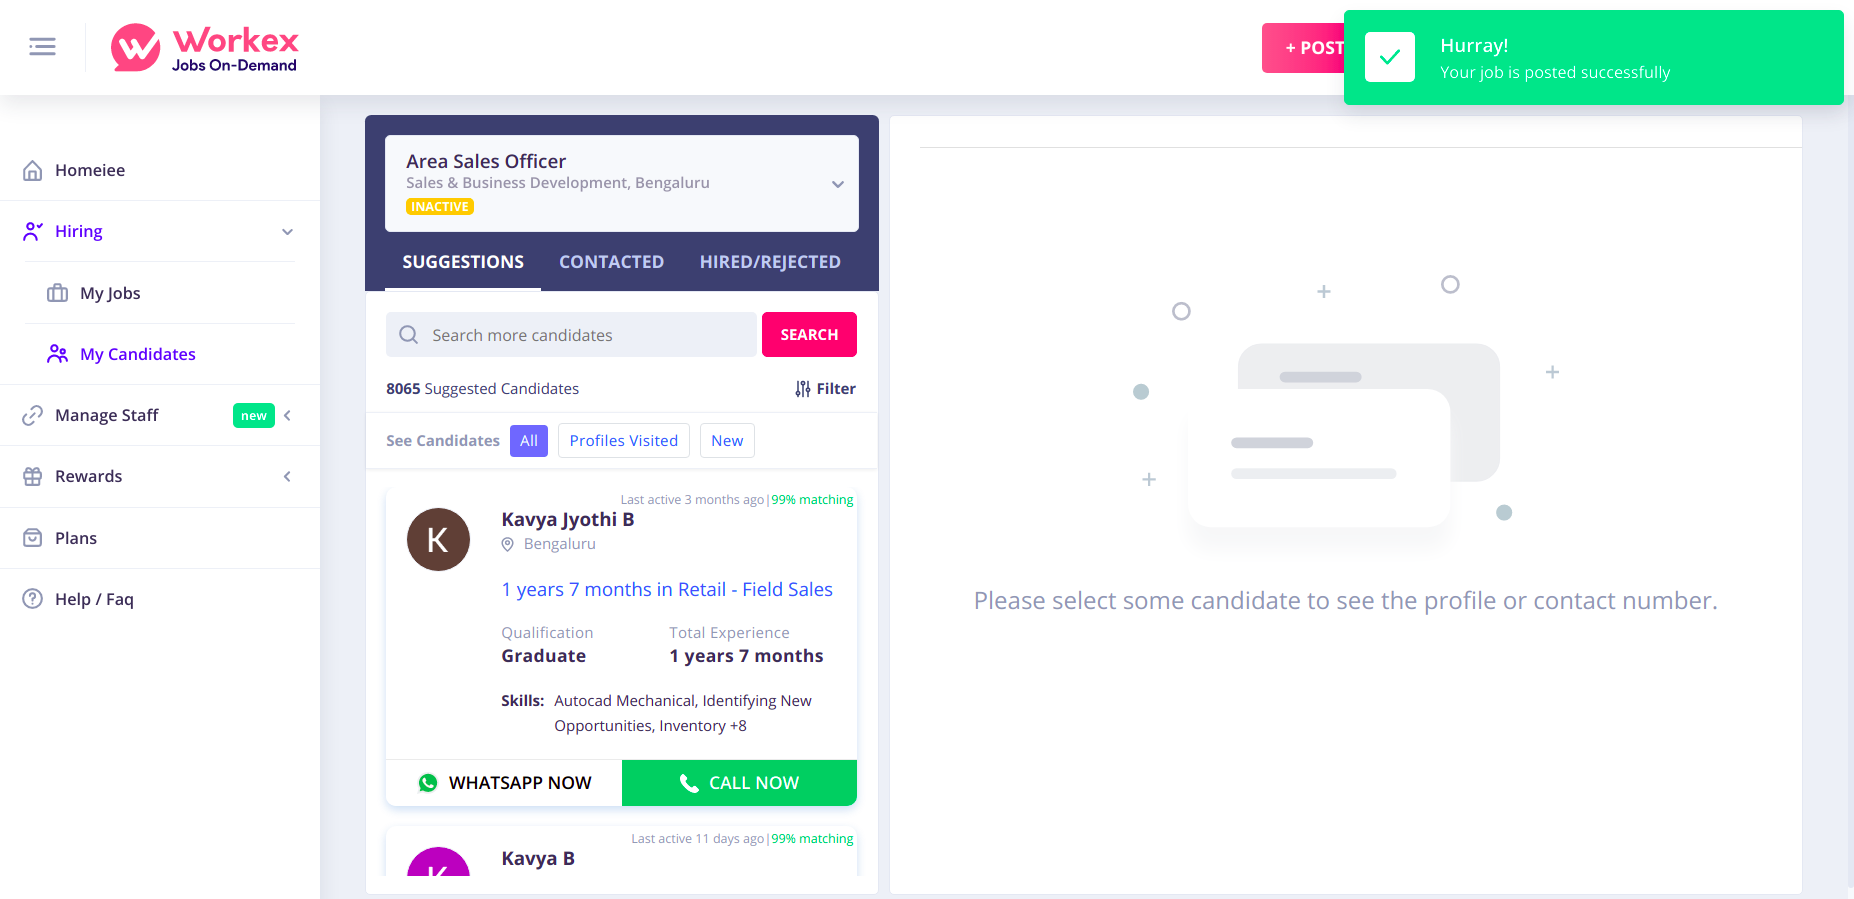 Workex
Jobs On-Demand
+ POST
Hurray!
Your job is posted successfully
Homeiee
Hiring
My Jobs
My Candidates
Manage Staff
new
Rewards
Plans
Help / Faq
Area Sales Officer
Sales & Business Development, Bengaluru
INACTIVE
SUGGESTIONS CONTACTED HIRED/REJECTED
Search more candidates
SEARCH
8065 Suggested Candidates
Filter
See Candidates All Profiles Visited New
Last active 3 months ago|99% matching
K
Kavya Jyothi B
Bengaluru
1 years 7 months in Retail - Field Sales
Qualification Total Experience
Graduate 1 years 7 months
Skills: Autocad Mechanical, Identifying New
Opportunities, Inventory +8
WHATSAPP NOW CALL NOW
Last active 11 days ago|99% matching
K
Kavya B
Please select some candidate to see the profile or contact number.